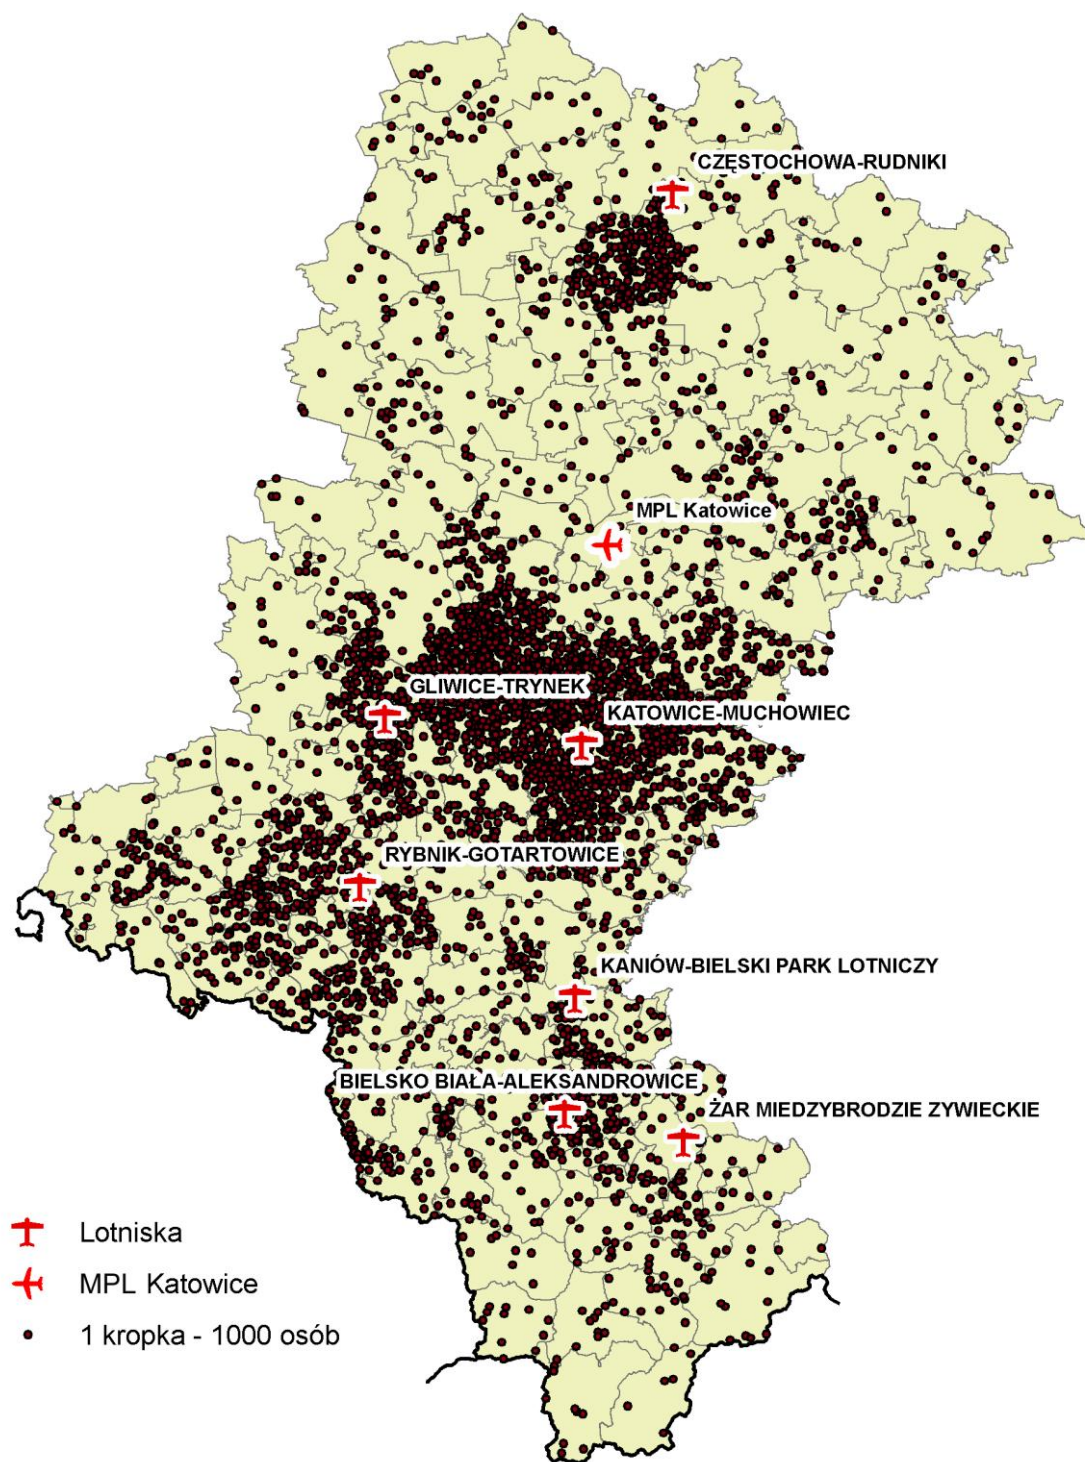 CZĘSTOCHOWA-RUDNIKI
MPL Katowice
GLIWICE-TRYNEK
KATOWICE-MUCHOWIEC
RYBNIK-GOTARTOWICE
KANIÓW-BIELSKI PARK LOTNICZY
BIELSKO BIAŁA-ALEKSANDROWICE
ŻAR MIEDZYBRODZIE ZYWIECKIE
Lotniska
MPL Katowice
1 kropka - 1000 osób